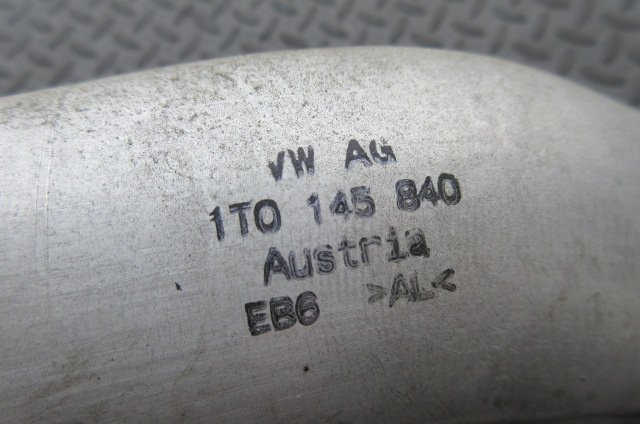 VW AG
1T0 145 840
Austria
EB6 >AL<